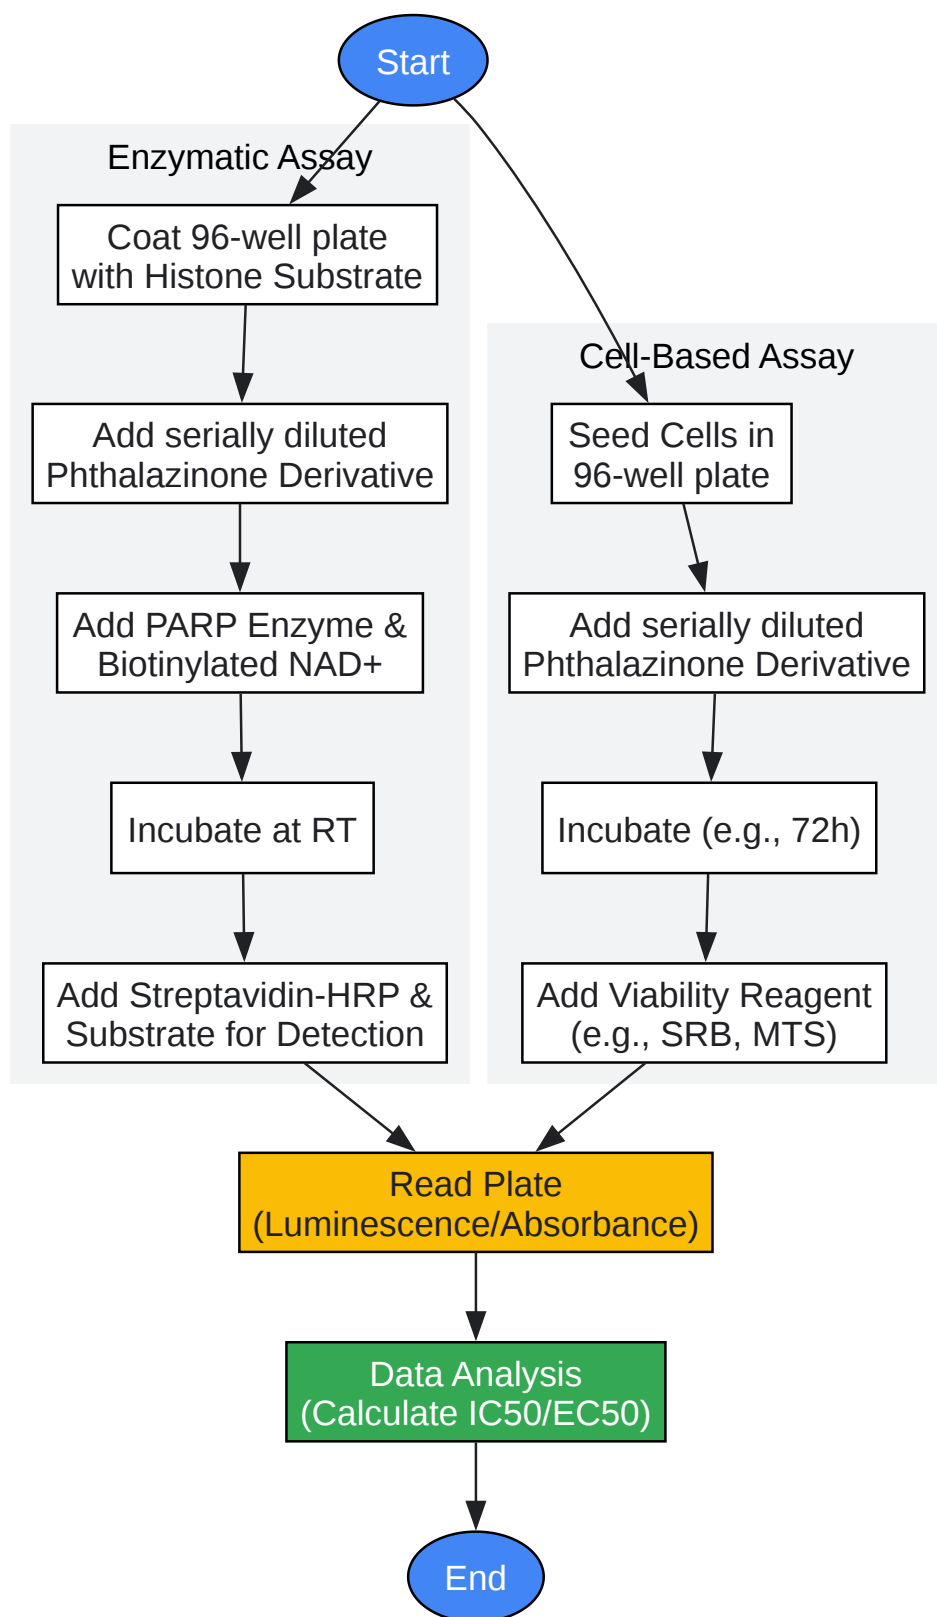 Start
Enzymatic Assay
Coat 96-well plate
with Histone Substrate
Add serially diluted
Phthalazinone Derivative
Add PARP Enzyme &
Biotinylated NAD+
Incubate at RT
Add Streptavidin-HRP &
Substrate for Detection
Cell-Based Assay
Seed Cells in
96-well plate
Add serially diluted
Phthalazinone Derivative
Incubate (e.g., 72h)
Add Viability Reagent
(e.g., SRB, MTS)
Read Plate
(Luminescence/Absorbance)
Data Analysis
(Calculate IC50/EC50)
End